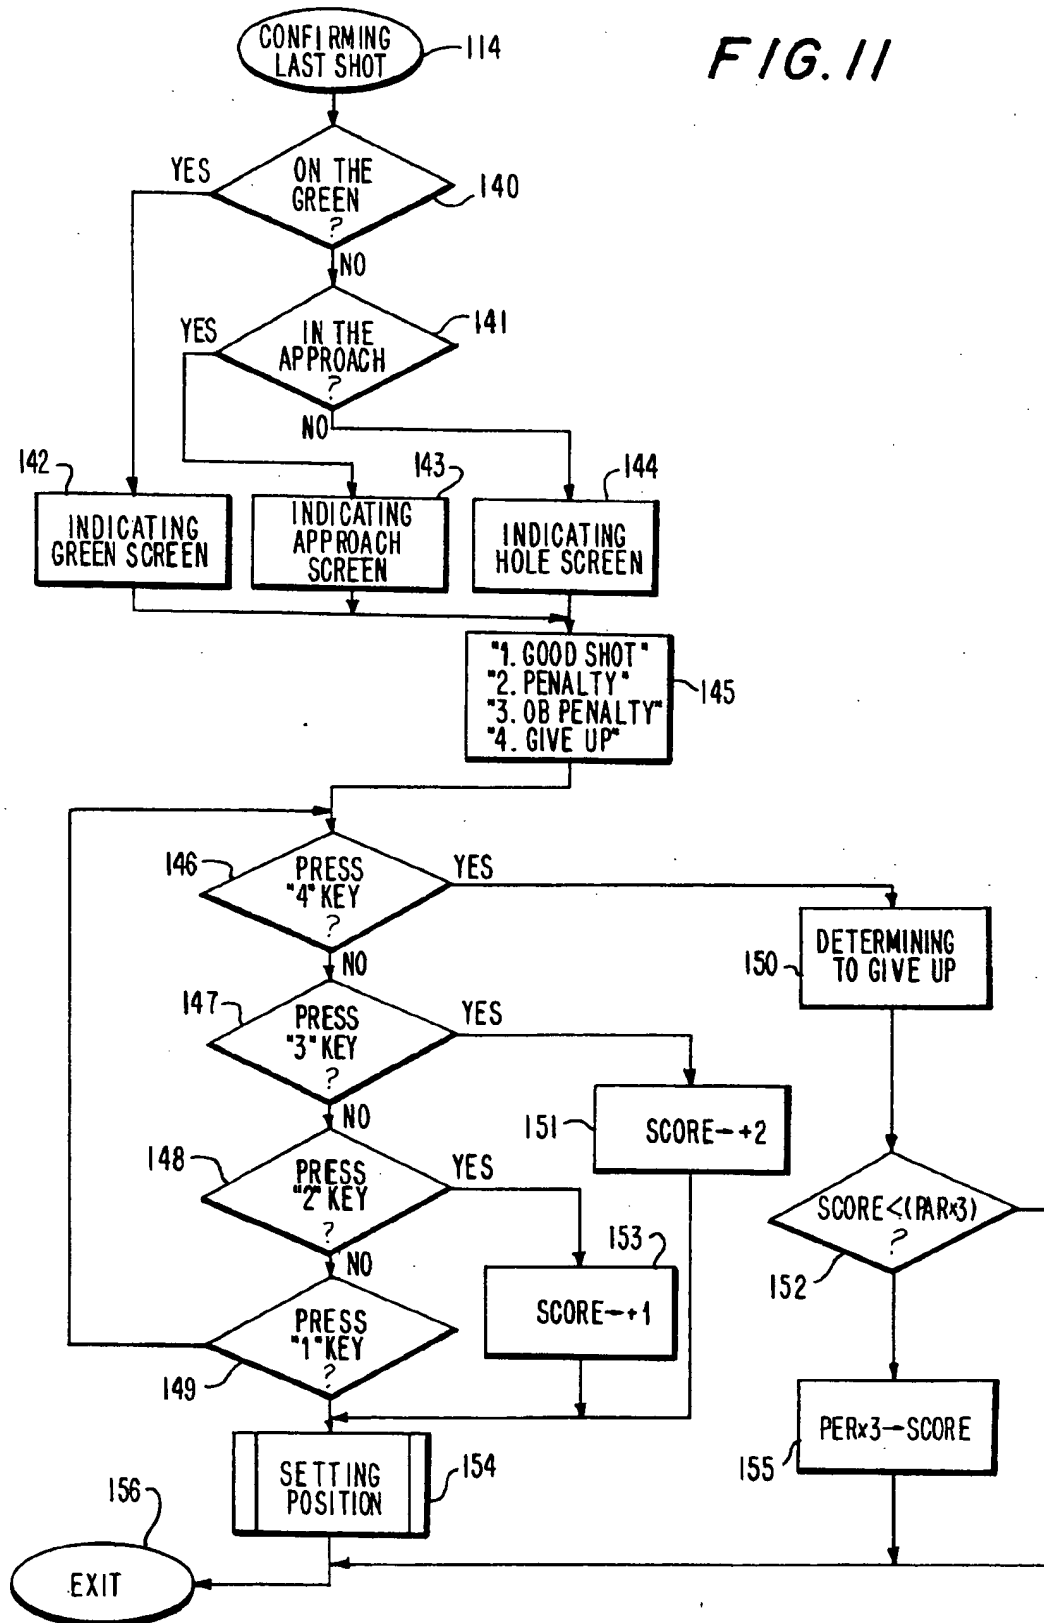 FIG. 11
CONFIRMING
LAST SHOT
114
ON THE
GREEN
?
YES
140
NO
IN THE
APPROACH
?
YES
141
NO
142
INDICATING
GREEN SCREEN
143
INDICATING
APPROACH
SCREEN
144
INDICATING
HOLE SCREEN
"1. GOOD SHOT"
"2. PENALTY"
"3. OB PENALTY"
"4. GIVE UP"
145
146
PRESS
"4" KEY
?
YES
NO
150
DETERMINING
TO GIVE UP
147
PRESS
"3" KEY
?
YES
NO
151
SCORE←+2
148
PRESS
"2" KEY
?
YES
NO
153
SCORE←+1
SCORE<(PAR×3)
?
152
PRESS
"1" KEY
?
149
PER×3→SCORE
155
SETTING
POSITION
154
156
EXIT